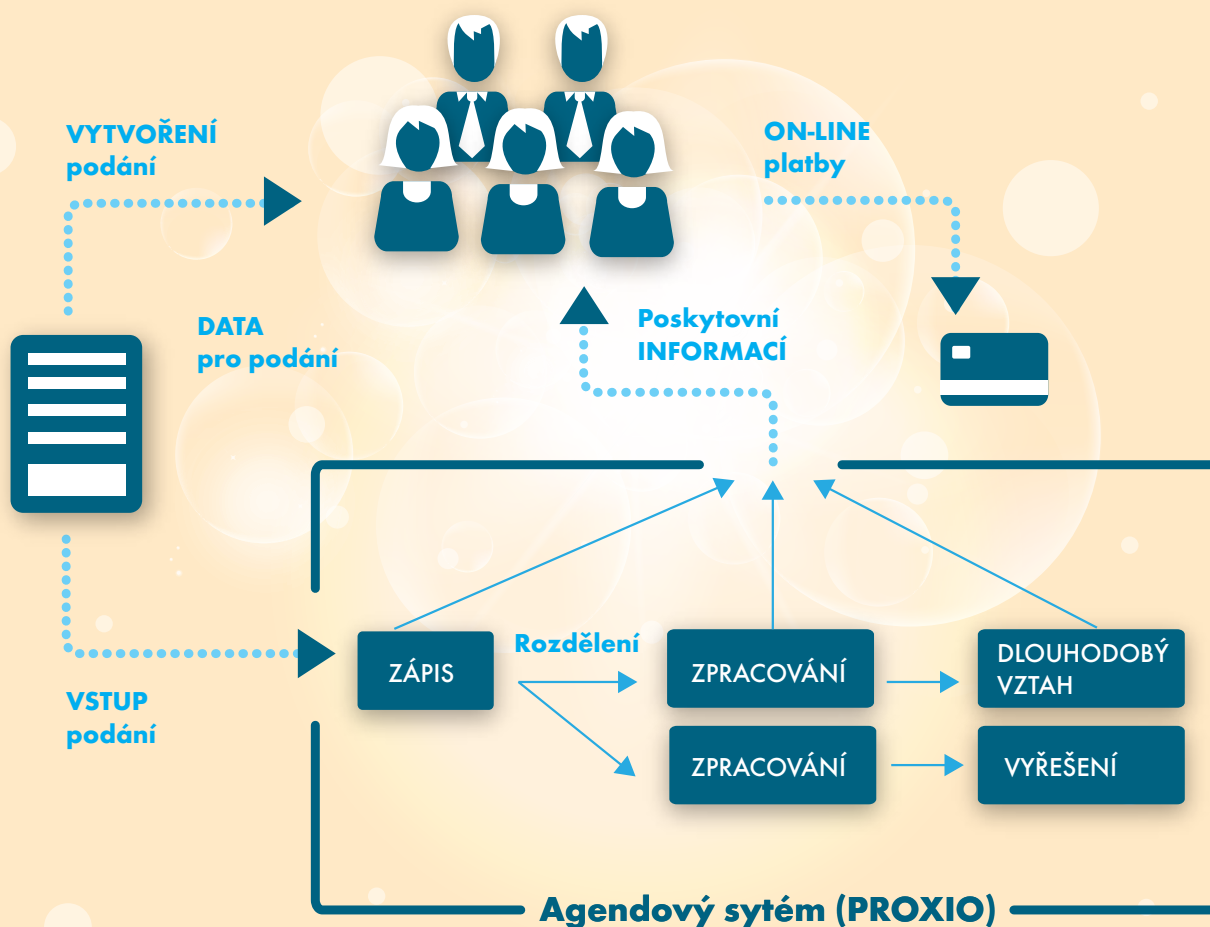 VYTVOŘENÍ
podání
ON-LINE
platby
DATA
pro podání
Poskytovní
INFORMACÍ
Rozdělení
ZÁPIS
ZPRACOVÁNÍ
DLOUHODOBÝ
VZTAH
VSTUP
podání
ZPRACOVÁNÍ
VYŘEŠENÍ
Agendový sytém (PROXIO)